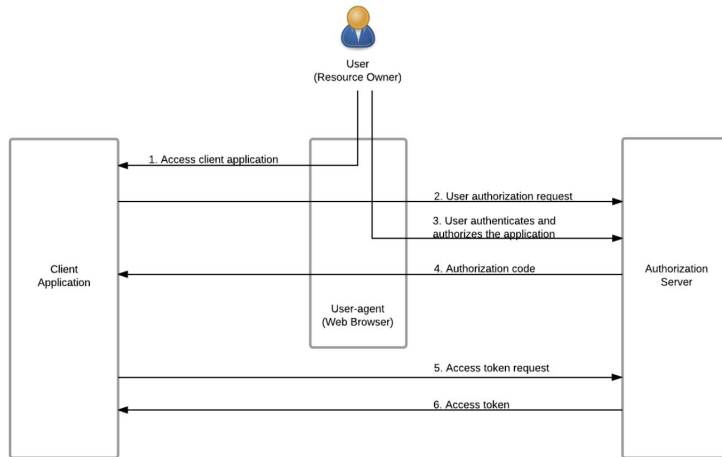 User
(Resource Owner)
1. Access client application
2. User authorization request
3. User authenticates and
authorizes the application
Client
Application
4. Authorization code
Authorization
Server
User-agent
(Web Browser)
5. Access token request
6. Access token